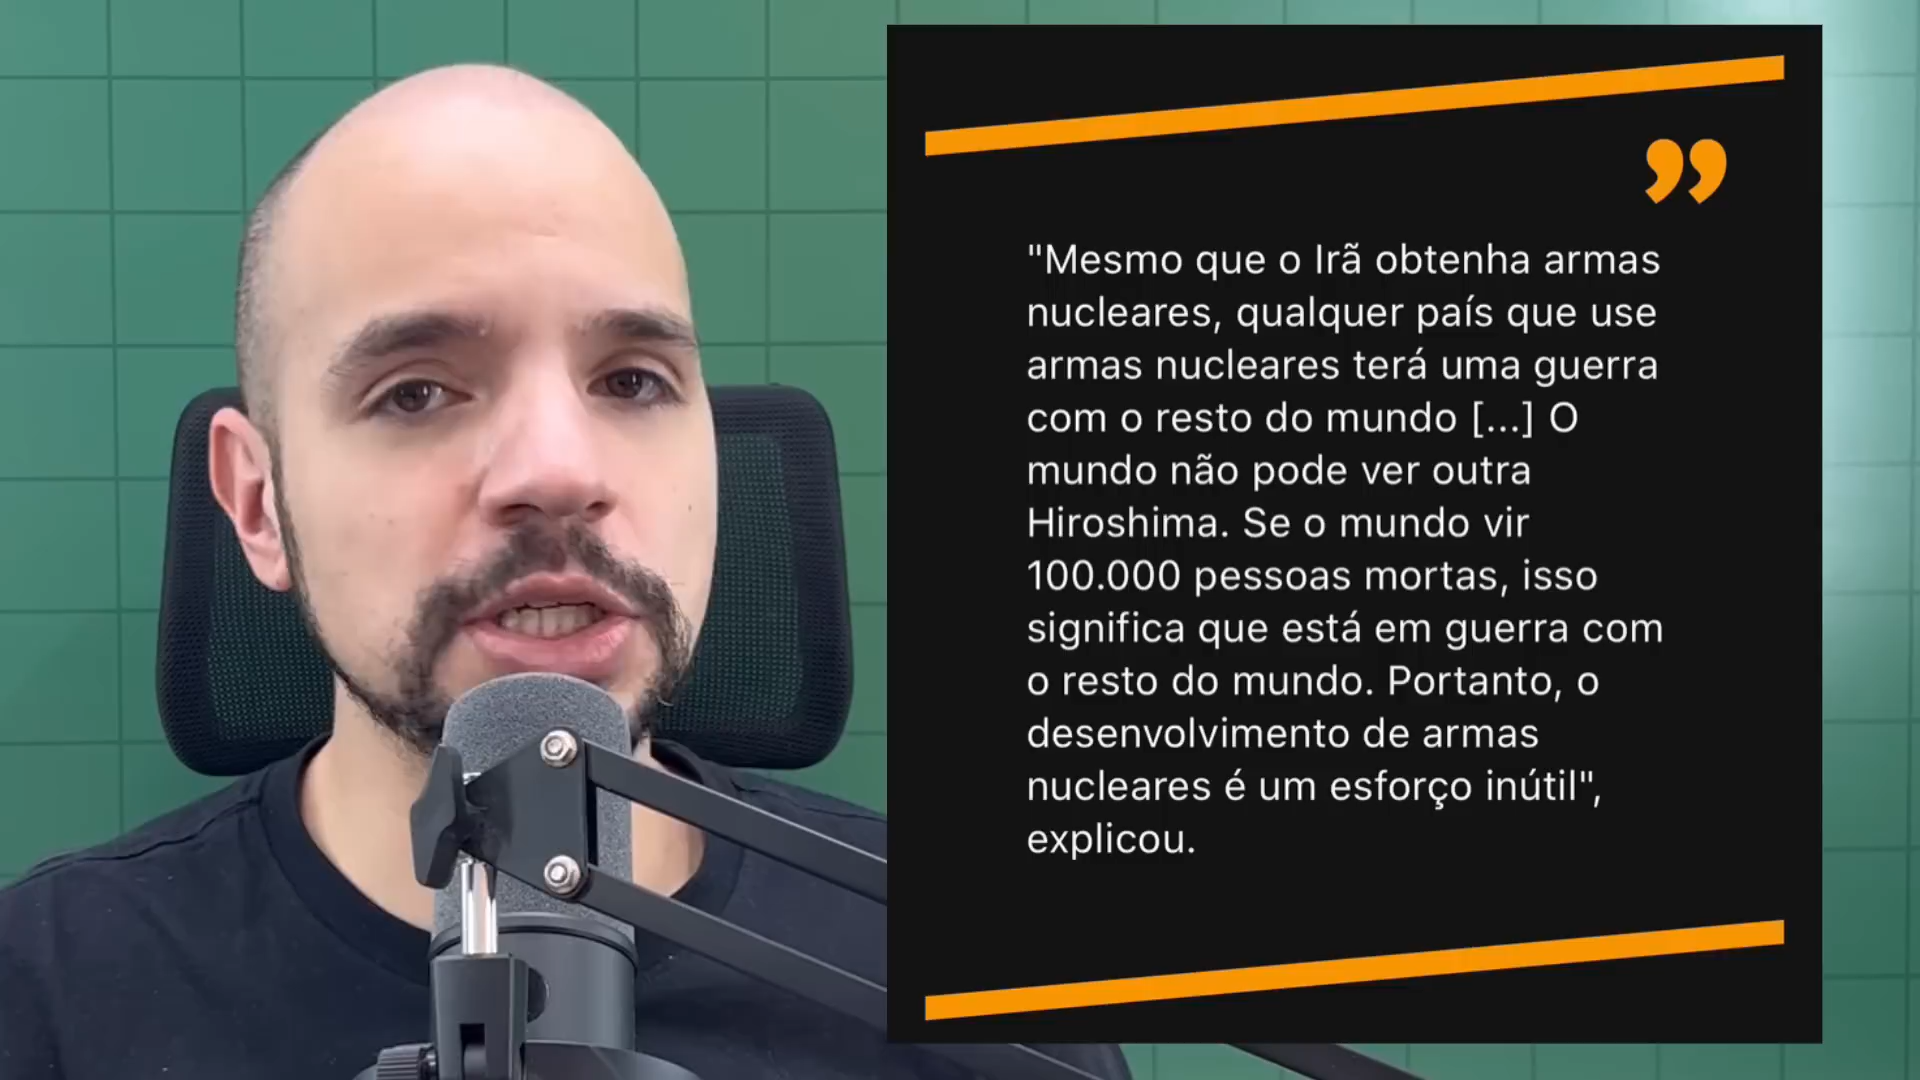 "Mesmo que o Irã obtenha armas
nucleares, qualquer país que use
armas nucleares terá uma guerra
com o resto do mundo [...] O
mundo não pode ver outra
Hiroshima. Se o mundo vir
100.000 pessoas mortas, isso
significa que está em guerra com
o resto do mundo. Portanto, o
desenvolvimento de armas
nucleares é um esforço inútil",
explicou.